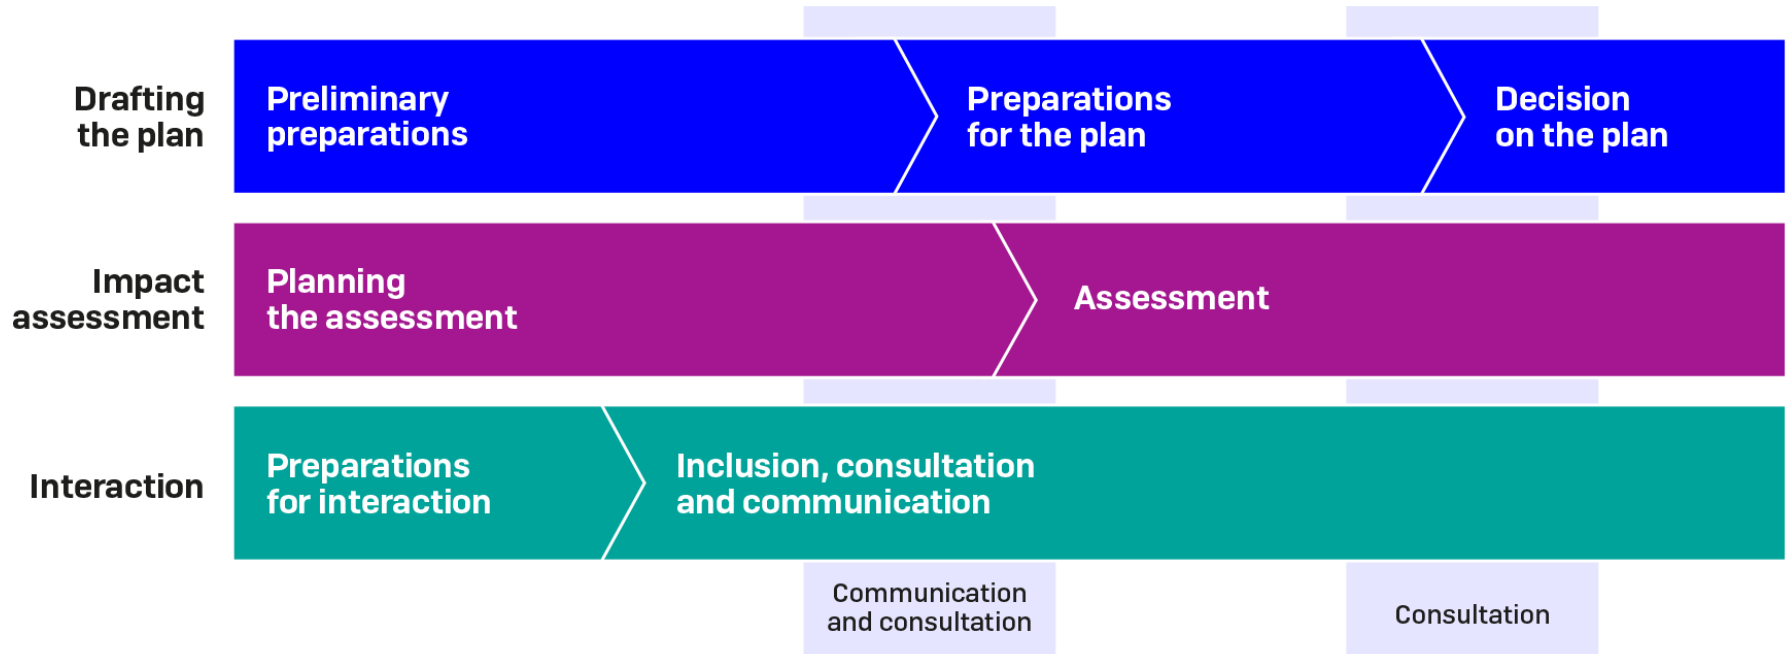 Drafting
the plan
Preliminary
preparations
Preparations
for the plan
Decision
on the plan
Impact
assessment
Planning
the assessment
Assessment
Interaction
Preparations
for interaction
Inclusion, consultation
and communication
Communication
and consultation
Consultation